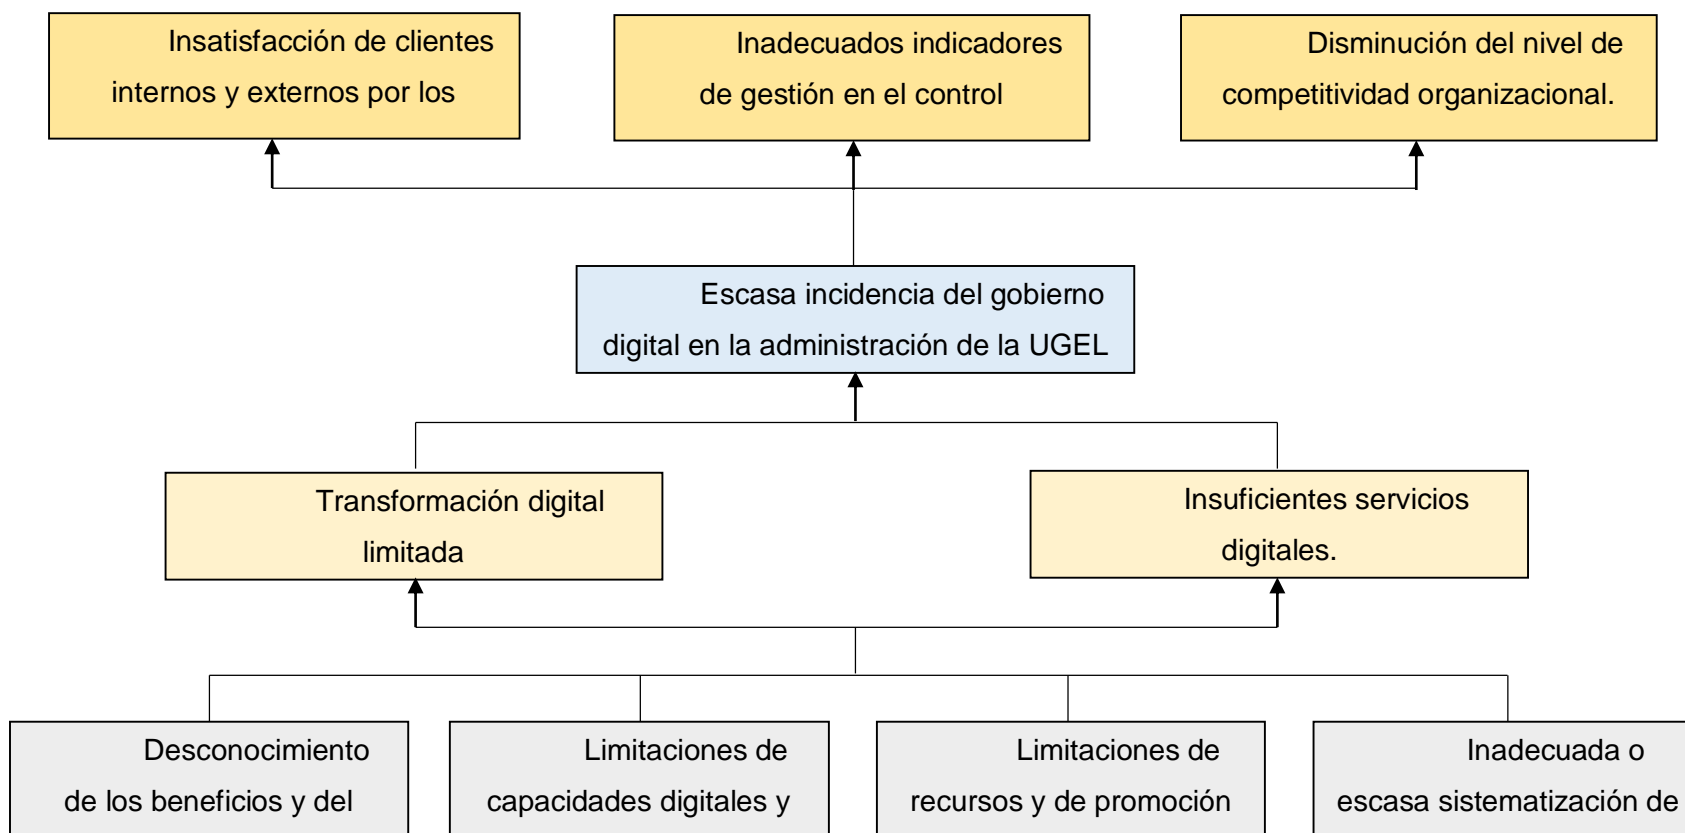 Insatisfacción de clientes
internos y externos por los
Inadecuados indicadores
de gestión en el control
Disminución del nivel de
competitividad organizacional.
Escasa incidencia del gobierno
digital en la administración de la UGEL
Transformación digital
limitada
Insuficientes servicios
digitales.
Desconocimiento
de los beneficios y del
Limitaciones de
capacidades digitales y
Limitaciones de
recursos y de promoción
Inadecuada o
escasa sistematización de